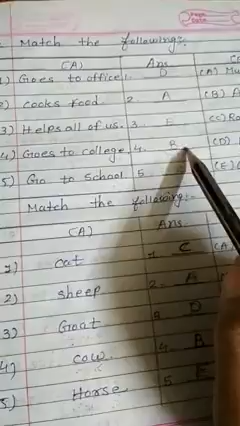 Match the following:
(A) Ans
1) Goes to office 1. D (A) Mu
2) Cooks food 2. A (B) A
3) Helps all of us. 3. E (C) Ra
4) Goes to college. 4. B (D)
5) Go to School 5. (E)
Match the following:-
(A) Ans:
1) cat 1. C (A)
2) sheep 2. A
3) Goat 3. D
4) cow. 4. B
5) Horse 5. E